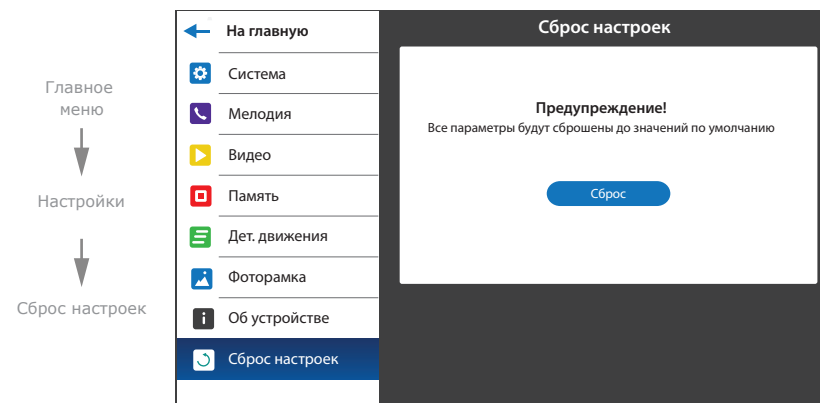 Главное
меню
Настройки
Сброс настроек
На главную
Система
Мелодия
Видео
Память
Дет. движения
Фоторамка
Об устройстве
Сброс настроек
Сброс настроек
Предупреждение!
Все параметры будут сброшены до значений по умолчанию
Сброс